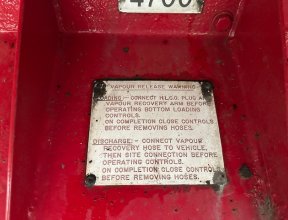 4700
VAPOUR RELEASE WARNING
LOADING :- CONNECT H.L.C.O. PLUG &
VAPOUR RECOVERY ARM BEFORE
OPERATING BOTTOM LOADING
CONTROLS.
ON COMPLETION CLOSE CONTROLS
BEFORE REMOVING HOSES.
DISCHARGE: - CONNECT VAPOUR
RECOVERY HOSE TO VEHICLE,
THEN SITE CONNECTION BEFORE
OPERATING CONTROLS.
ON COMPLETION CLOSE CONTROLS
BEFORE REMOVING HOSES.